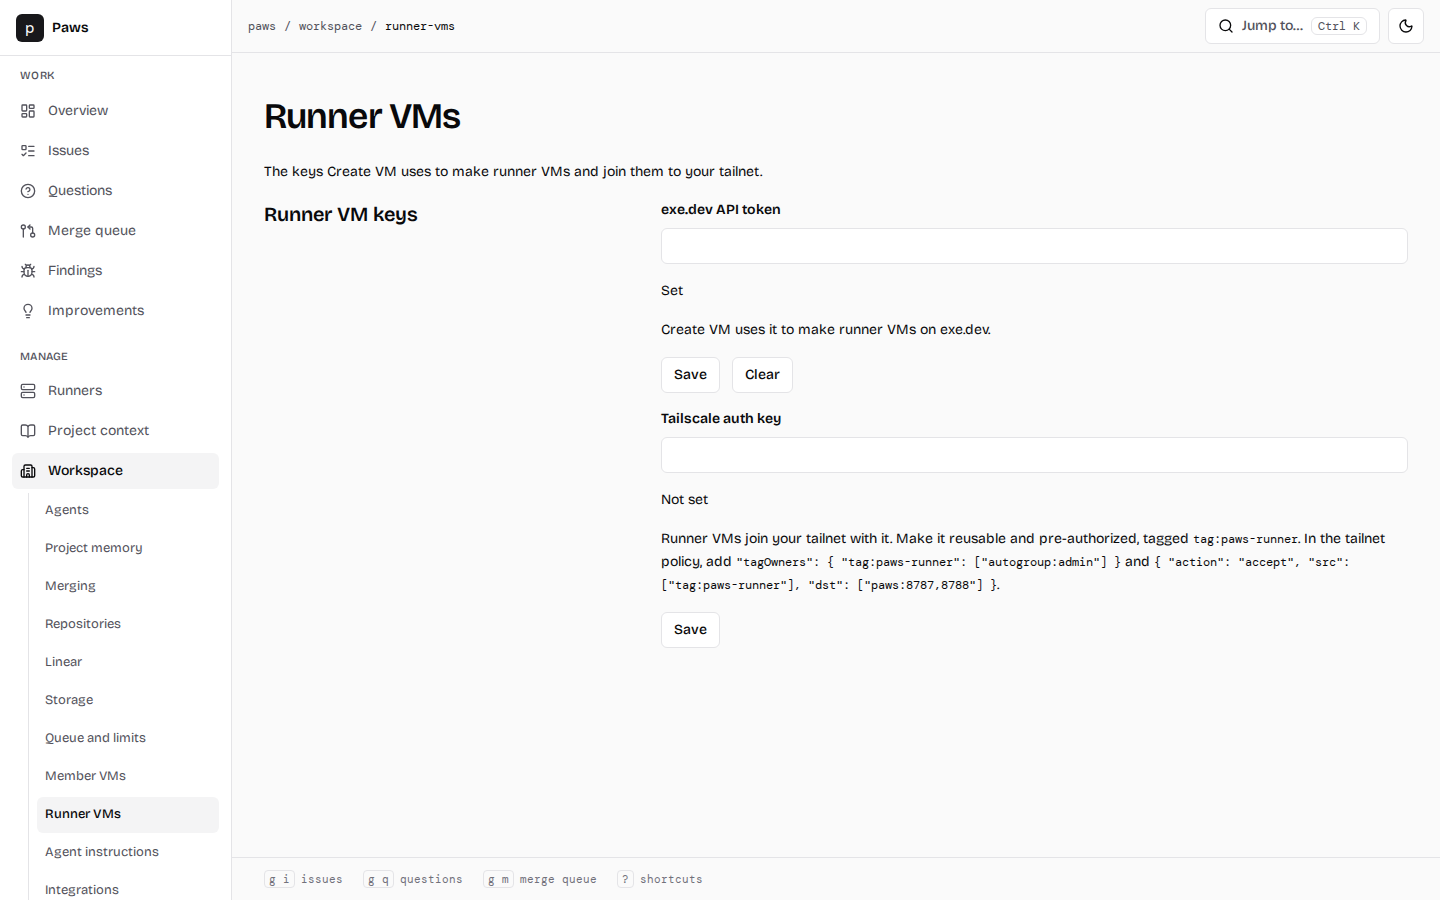 p Paws
paws / workspace / runner-vms
Jump to... Ctrl K
WORK
Overview
Issues
Questions
Merge queue
Findings
Improvements
MANAGE
Runners
Project context
Workspace
Agents
Project memory
Merging
Repositories
Linear
Storage
Queue and limits
Member VMs
Runner VMs
Agent instructions
Integrations
Runner VMs
The keys Create VM uses to make runner VMs and join them to your tailnet.
Runner VM keys
exe.dev API token
Set
Create VM uses it to make runner VMs on exe.dev.
Save Clear
Tailscale auth key
Not set
Runner VMs join your tailnet with it. Make it reusable and pre-authorized, tagged tag:paws-runner. In the tailnet
policy, add "tagOwners": { "tag:paws-runner": ["autogroup:admin"] } and { "action": "accept", "src":
["tag:paws-runner"], "dst": ["paws:8787,8788"] }.
Save
g i issues g q questions g m merge queue ? shortcuts